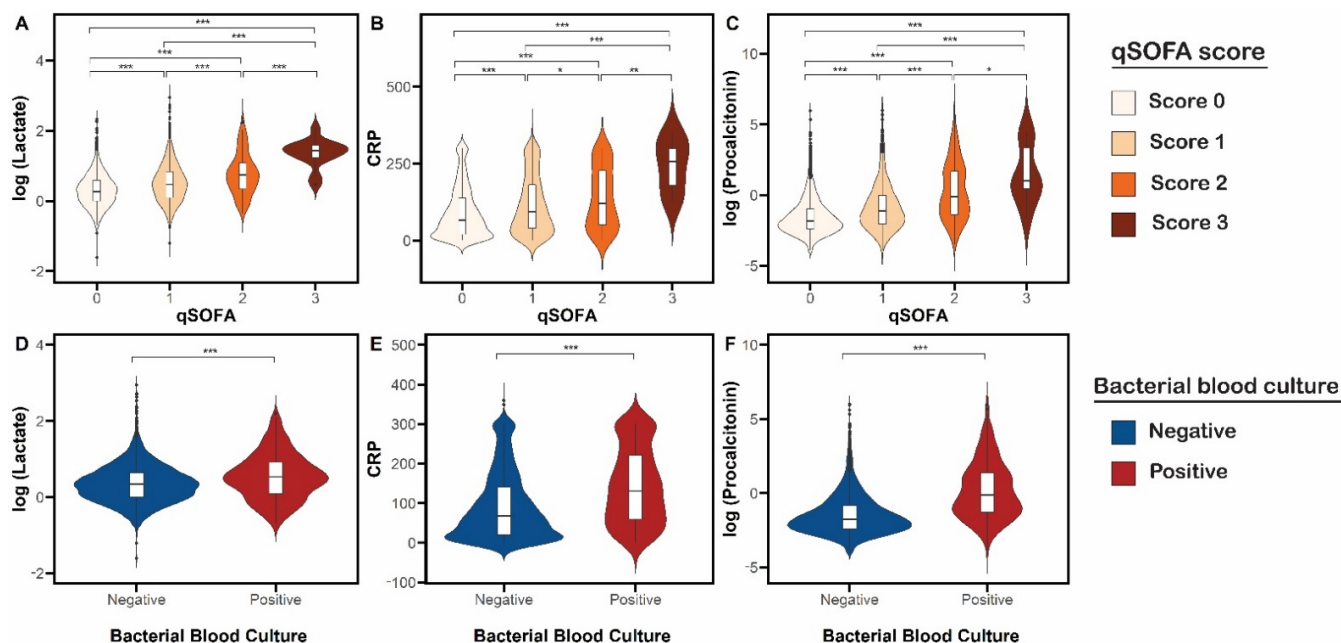 A
***
***
***
***
***
***
log (Lactate)
4
2
0
-2
0
1
2
3
qSOFA
B
***
***
***
***
*
**
CRP
500
250
0
0
1
2
3
qSOFA
C
***
***
***
***
***
*
log (Procalcitonin)
10
5
0
-5
0
1
2
3
qSOFA
qSOFA score
Score 0
Score 1
Score 2
Score 3
D
***
log (Lactate)
4
2
0
-2
Negative
Positive
Bacterial Blood Culture
E
***
CRP
500
400
300
200
100
0
-100
Negative
Positive
Bacterial Blood Culture
F
***
log (Procalcitonin)
10
5
0
-5
Negative
Positive
Bacterial Blood Culture
Bacterial blood culture
Negative
Positive